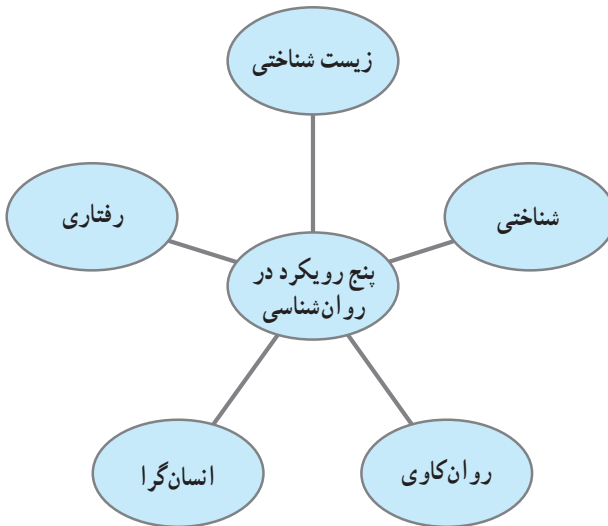 زیست شناختی
شناختی
رفتاری
پنج رویکرد در
روان‌شناسی
روان‌کاوی
انسان‌گرا